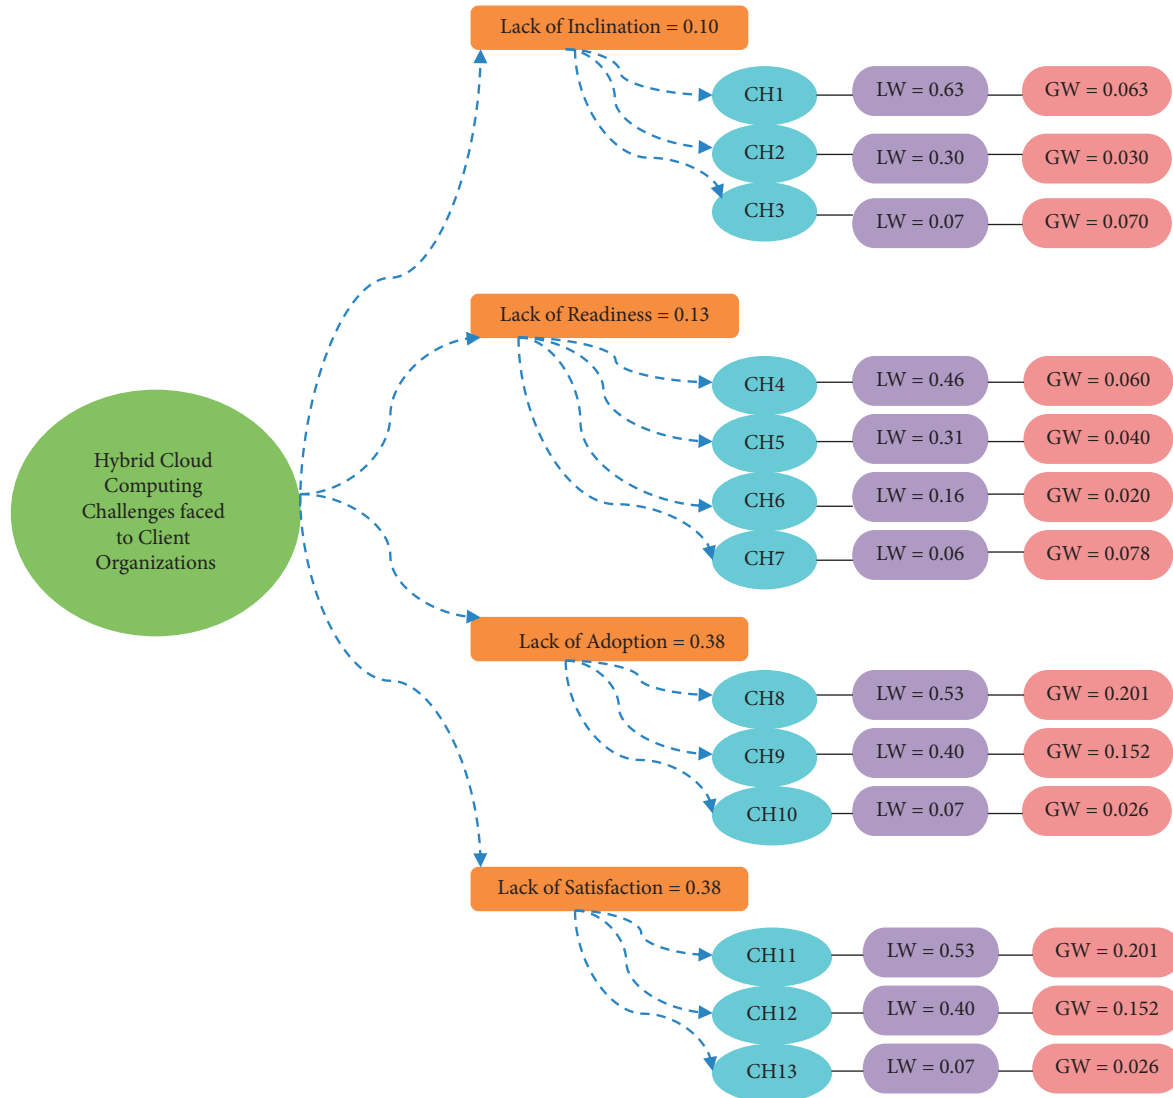 Hybrid Cloud
Computing
Challenges faced
to Client
Organizations
Lack of Inclination = 0.10
CH1
LW = 0.63
GW = 0.063
CH2
LW = 0.30
GW = 0.030
CH3
LW = 0.07
GW = 0.070
Lack of Readiness = 0.13
CH4
LW = 0.46
GW = 0.060
CH5
LW = 0.31
GW = 0.040
CH6
LW = 0.16
GW = 0.020
CH7
LW = 0.06
GW = 0.078
Lack of Adoption = 0.38
CH8
LW = 0.53
GW = 0.201
CH9
LW = 0.40
GW = 0.152
CH10
LW = 0.07
GW = 0.026
Lack of Satisfaction = 0.38
CH11
LW = 0.53
GW = 0.201
CH12
LW = 0.40
GW = 0.152
CH13
LW = 0.07
GW = 0.026